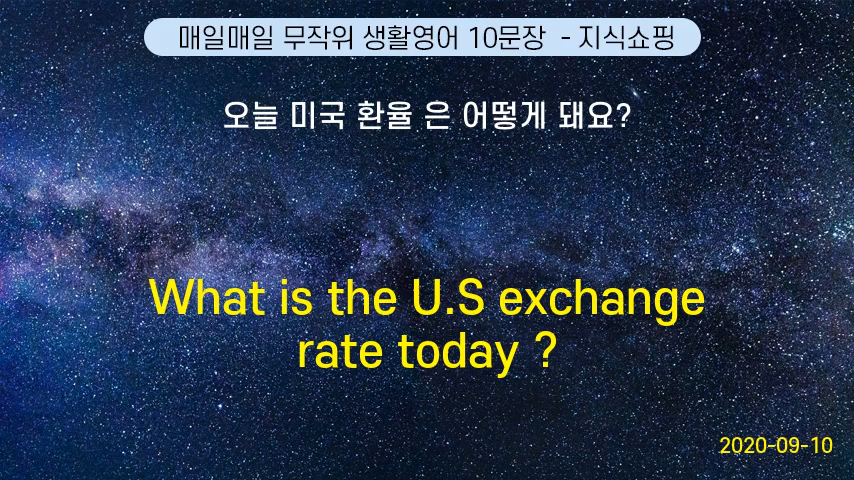 매일매일 무작위 생활영어 10문장 - 지식쇼핑
오늘 미국 환율 은 어떻게 돼요?
What is the U.S exchange
rate today ?
2020-09-10